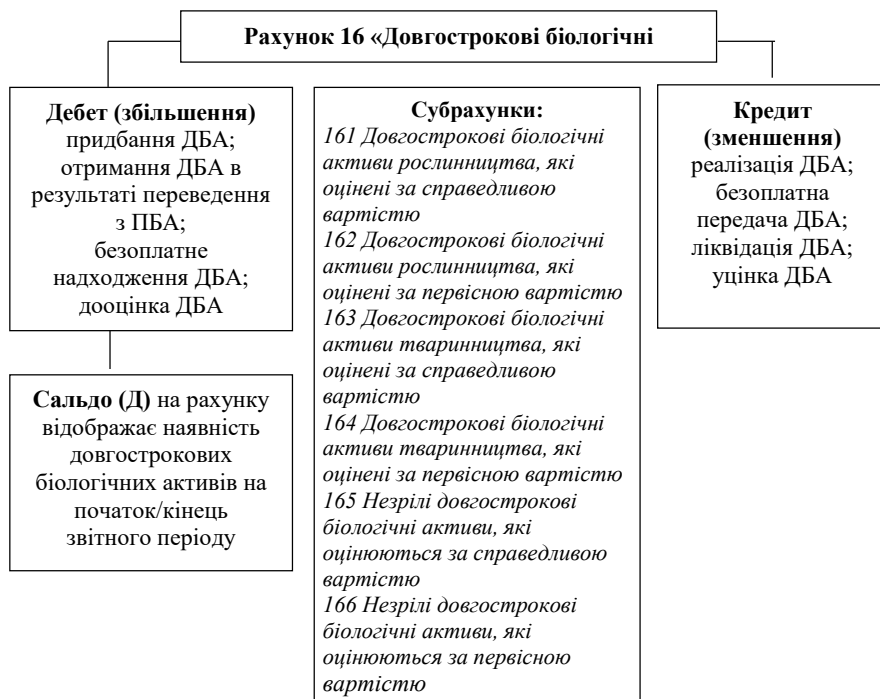 Рахунок 16 «Довгострокові біологічні
Дебет (збільшення)
придбання ДБА;
отримання ДБА в
результаті переведення
з ПБА;
безоплатне
надходження ДБА;
дооцінка ДБА
Сальдо (Д) на рахунку
відображає наявність
довгострокових
біологічних активів на
початок/кінець
звітного періоду
Субрахунки:
161 Довгострокові біологічні
активи рослинництва, які
оцінені за справедливою
вартістю
162 Довгострокові біологічні
активи рослинництва, які
оцінені за первісною вартістю
163 Довгострокові біологічні
активи тваринництва, які
оцінені за справедливою
вартістю
164 Довгострокові біологічні
активи тваринництва, які
оцінені за первісною вартістю
165 Незрілі довгострокові
біологічні активи, які
оцінюються за справедливою
вартістю
166 Незрілі довгострокові
біологічні активи, які
оцінюються за первісною
вартістю
Кредит
(зменшення)
реалізація ДБА;
безоплатна
передача ДБА;
ліквідація ДБА;
уцінка ДБА